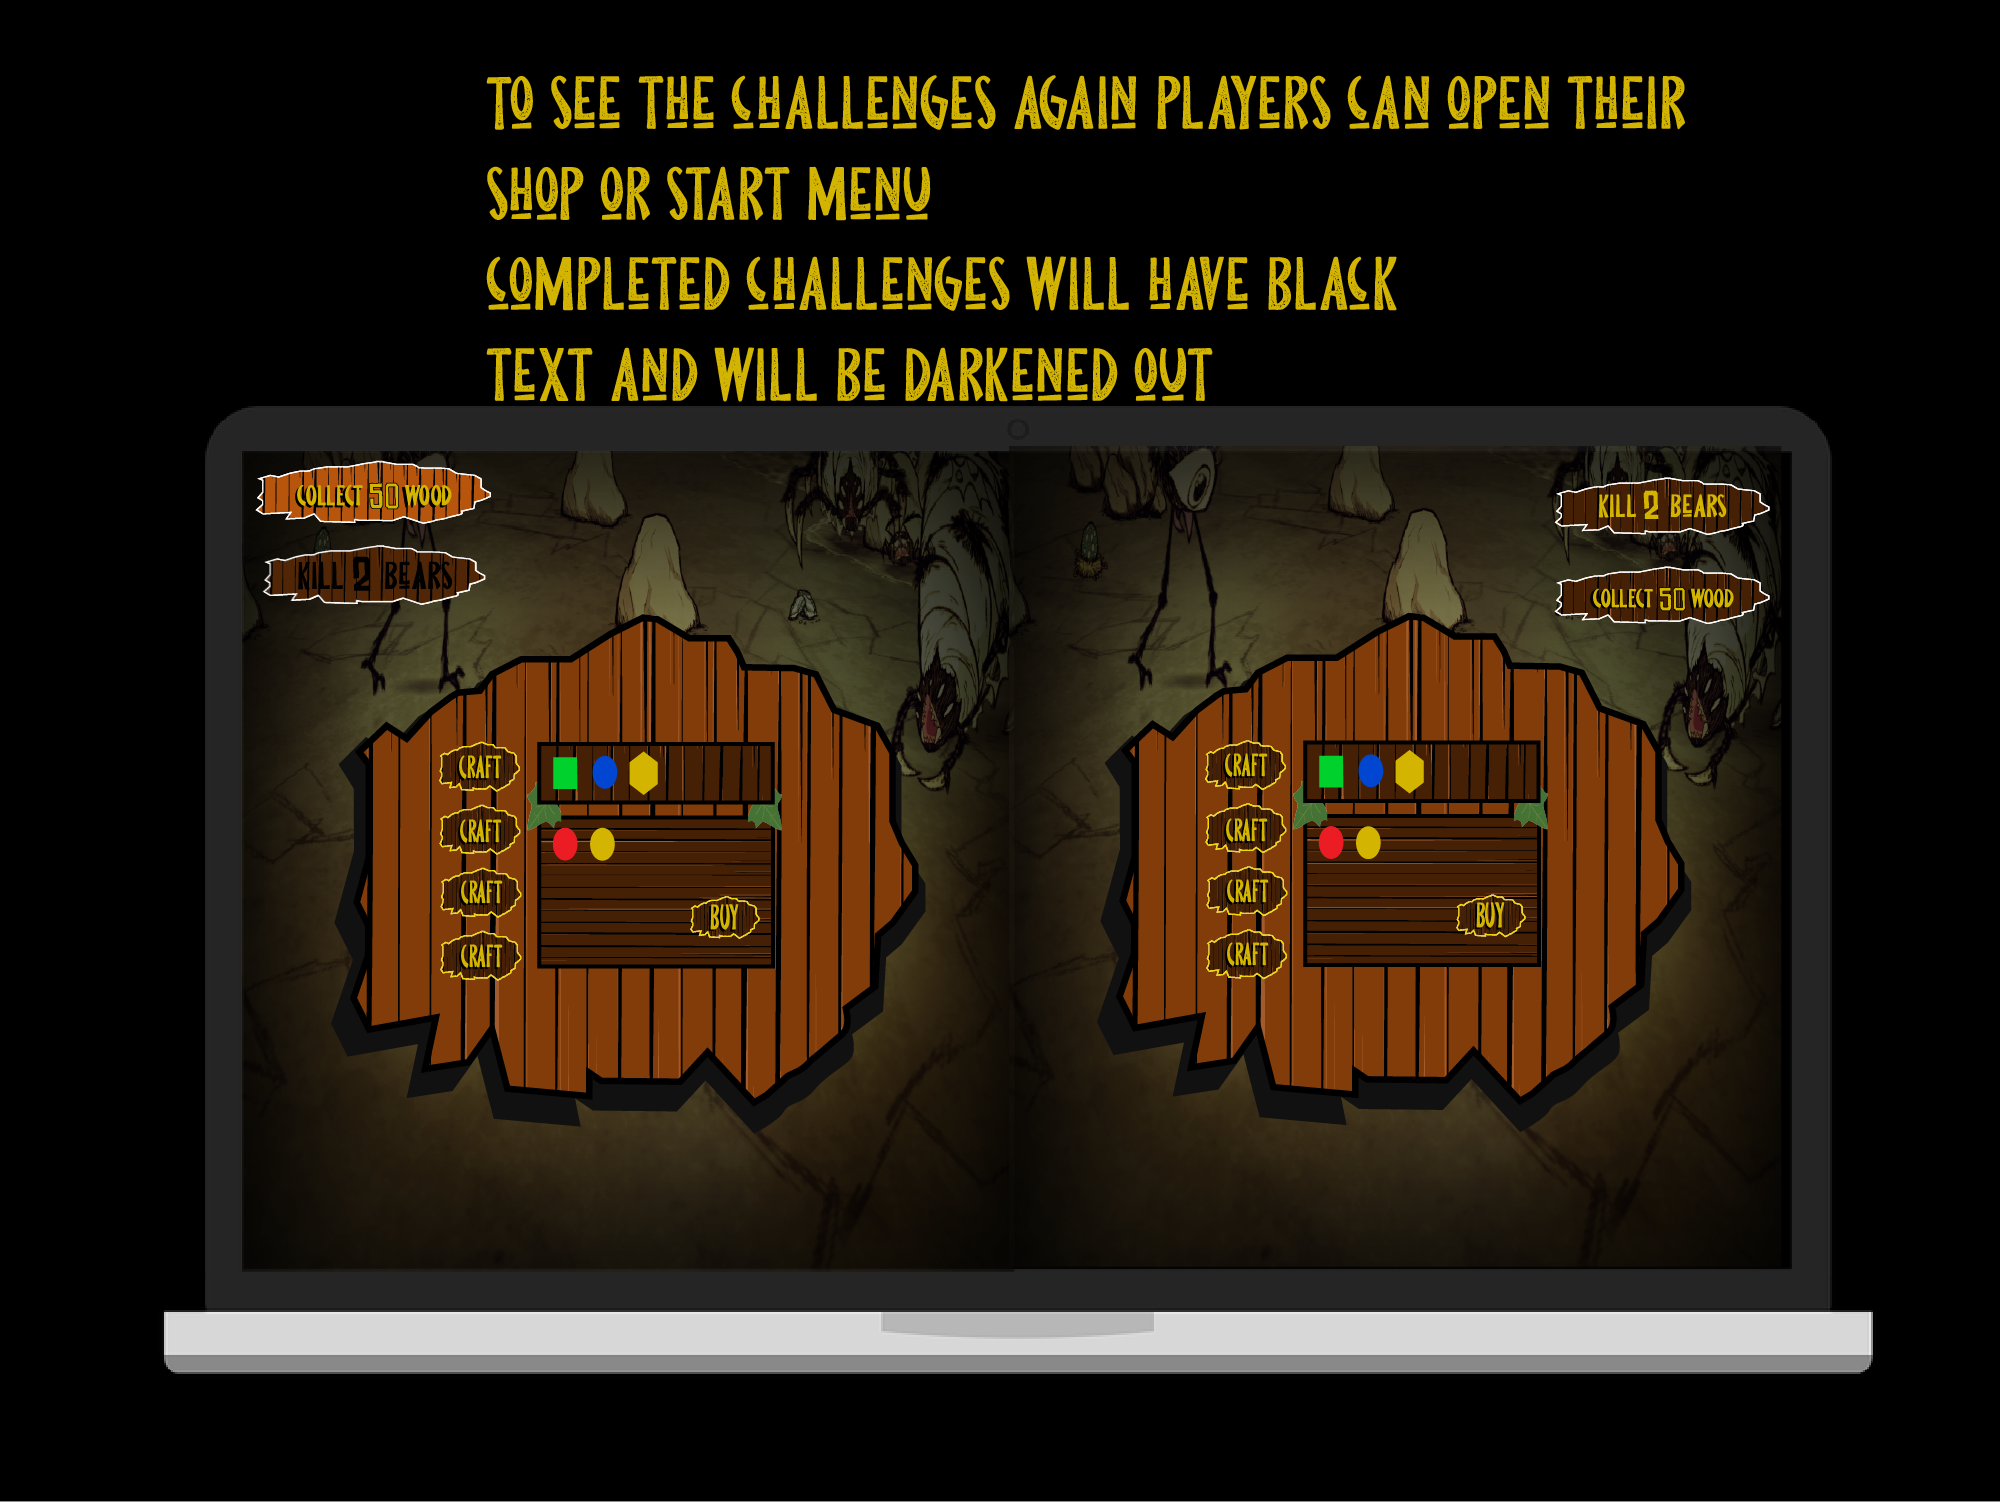 TO SEE THE CHALLENGES AGAIN PLAYERS CAN OPEN THEIR
SHOP OR START MENU
COMPLETED CHALLENGES WILL HAVE BLACK
TEXT AND WILL BE DARKENED OUT
COLLECT 50 WOOD
KILL 2 BEARS
CRAFT
CRAFT
CRAFT
CRAFT
BUY
KILL 2 BEARS
COLLECT 50 WOOD
CRAFT
CRAFT
CRAFT
CRAFT
BUY